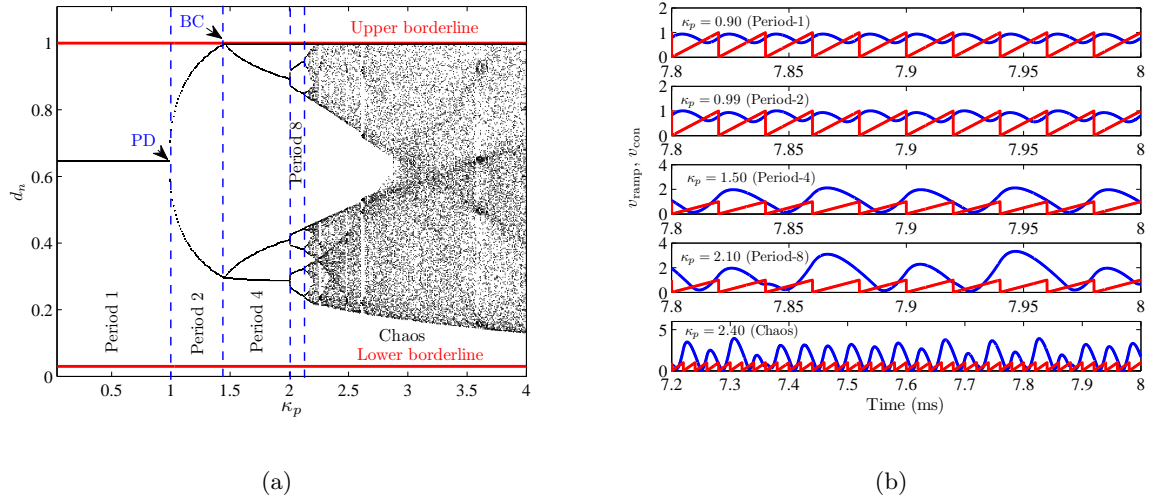 BC
Upper borderline
1
0.8
PD
Period 8
0.6
d_n
0.4
Period 1
Period 2
Period 4
0.2
Chaos
Lower borderline
0
0.5 1 1.5 2 2.5 3 3.5 4
κ_p
(a)
κ_p = 0.90 (Period-1)
2
1
0
7.8 7.85 7.9 7.95 8
κ_p = 0.99 (Period-2)
2
1
0
7.8 7.85 7.9 7.95 8
v_ramp, v_con
κ_p = 1.50 (Period-4)
4
2
0
7.8 7.85 7.9 7.95 8
κ_p = 2.10 (Period-8)
4
2
0
7.8 7.85 7.9 7.95 8
κ_p = 2.40 (Chaos)
5
0
7.2 7.3 7.4 7.5 7.6 7.7 7.8 7.9 8
Time (ms)
(b)